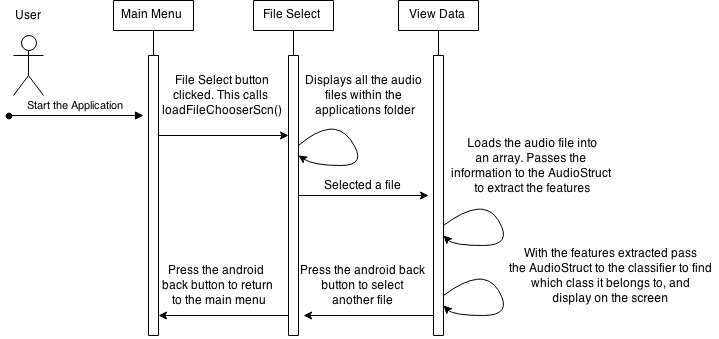 User
Main Menu
File Select
View Data
Start the Application
File Select button
clicked. This calls
loadFileChooserScn()
Displays all the audio
files within the
applications folder
Selected a file
Loads the audio file into
an array. Passes the
information to the AudioStruct
to extract the features
With the features extracted pass
the AudioStruct to the classifier to find
which class it belongs to, and
display on the screen
Press the android
back button to return
to the main menu
Press the android back
button to select
another file